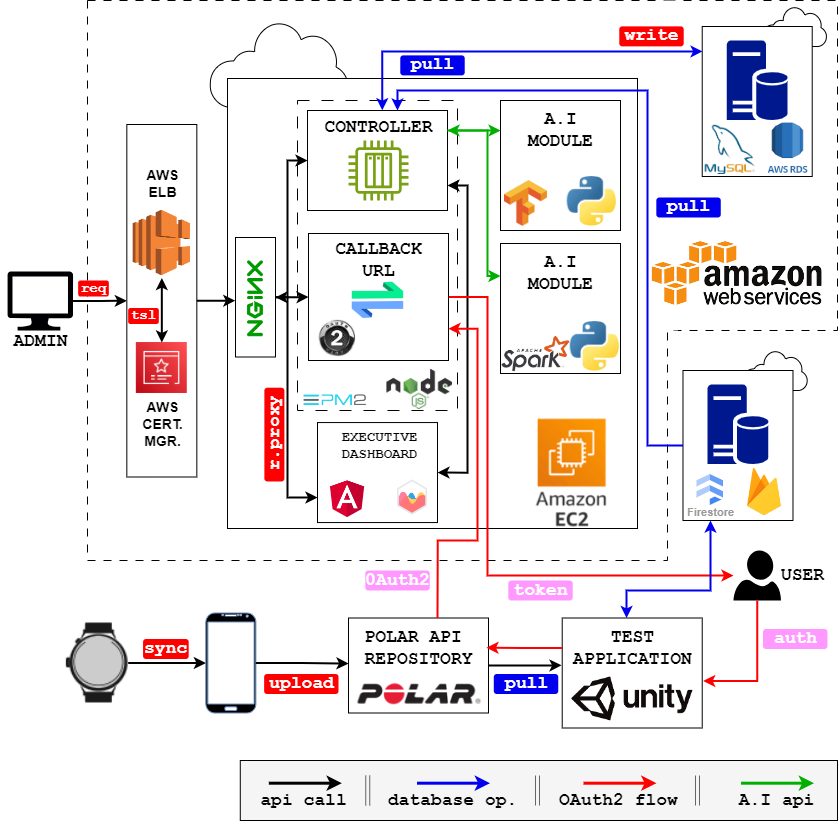 write
pull
CONTROLLER
A.I
MODULE
MySQL
AWS RDS
AWS
ELB
pull
CALLBACK
URL
A.I
MODULE
NGINX
amazon
web services
req
tsl
ADMIN
2
APACHE
Spark
AWS
CERT.
MGR.
PM2
node
JS
r.proxy
EXECUTIVE
DASHBOARD
A
Amazon
EC2
Firestore
OAuth2
token
USER
sync
upload
POLAR API
REPOSITORY
POLAR
pull
TEST
APPLICATION
unity
auth
api call
database op.
OAuth2 flow
A.I api